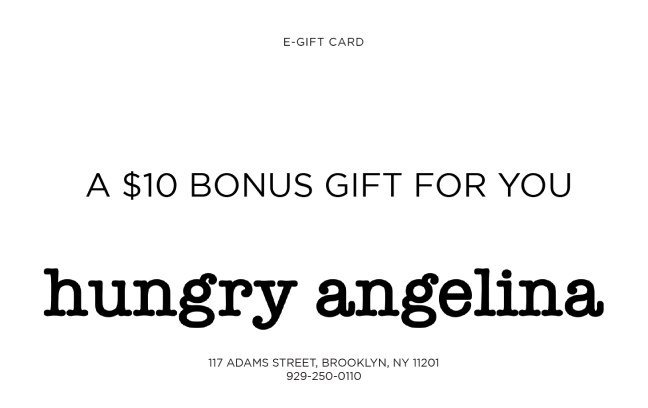 E-GIFT CARD
A $10 BONUS GIFT FOR YOU
hungry angelina
117 ADAMS STREET, BROOKLYN, NY 11201
929-250-0110